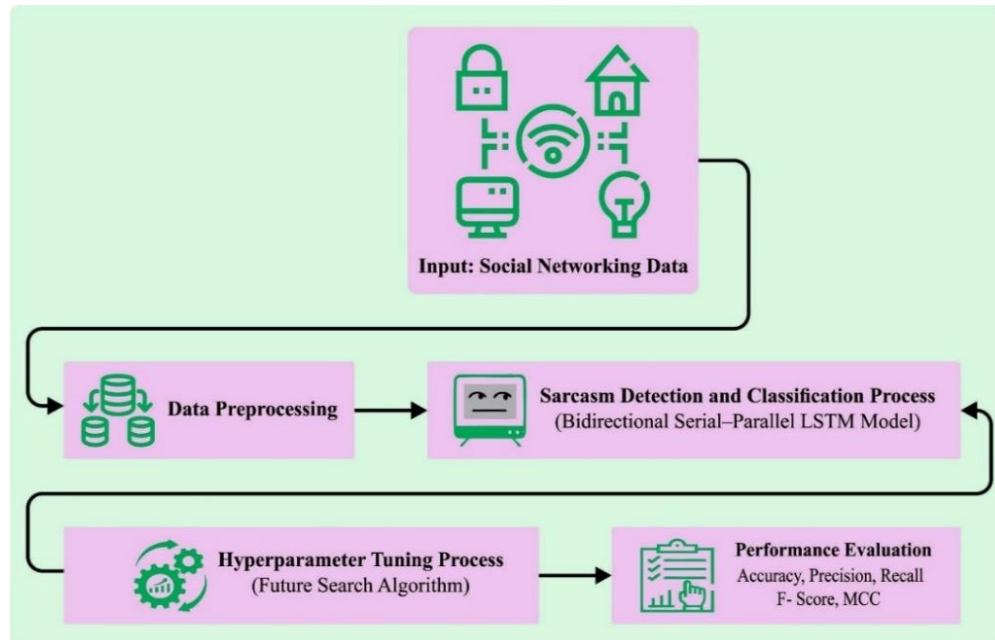 Input: Social Networking Data
Data Preprocessing
Sarcasm Detection and Classification Process
(Bidirectional Serial–Parallel LSTM Model)
Hyperparameter Tuning Process
(Future Search Algorithm)
Performance Evaluation
Accuracy, Precision, Recall
F- Score, MCC